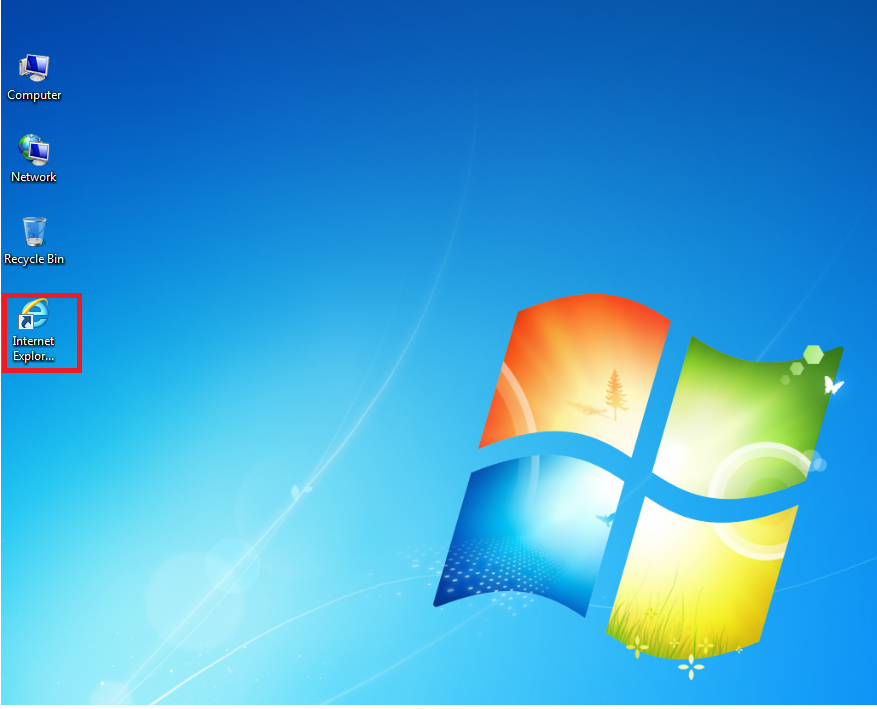 Computer
Network
Recycle Bin
Internet
Explor...